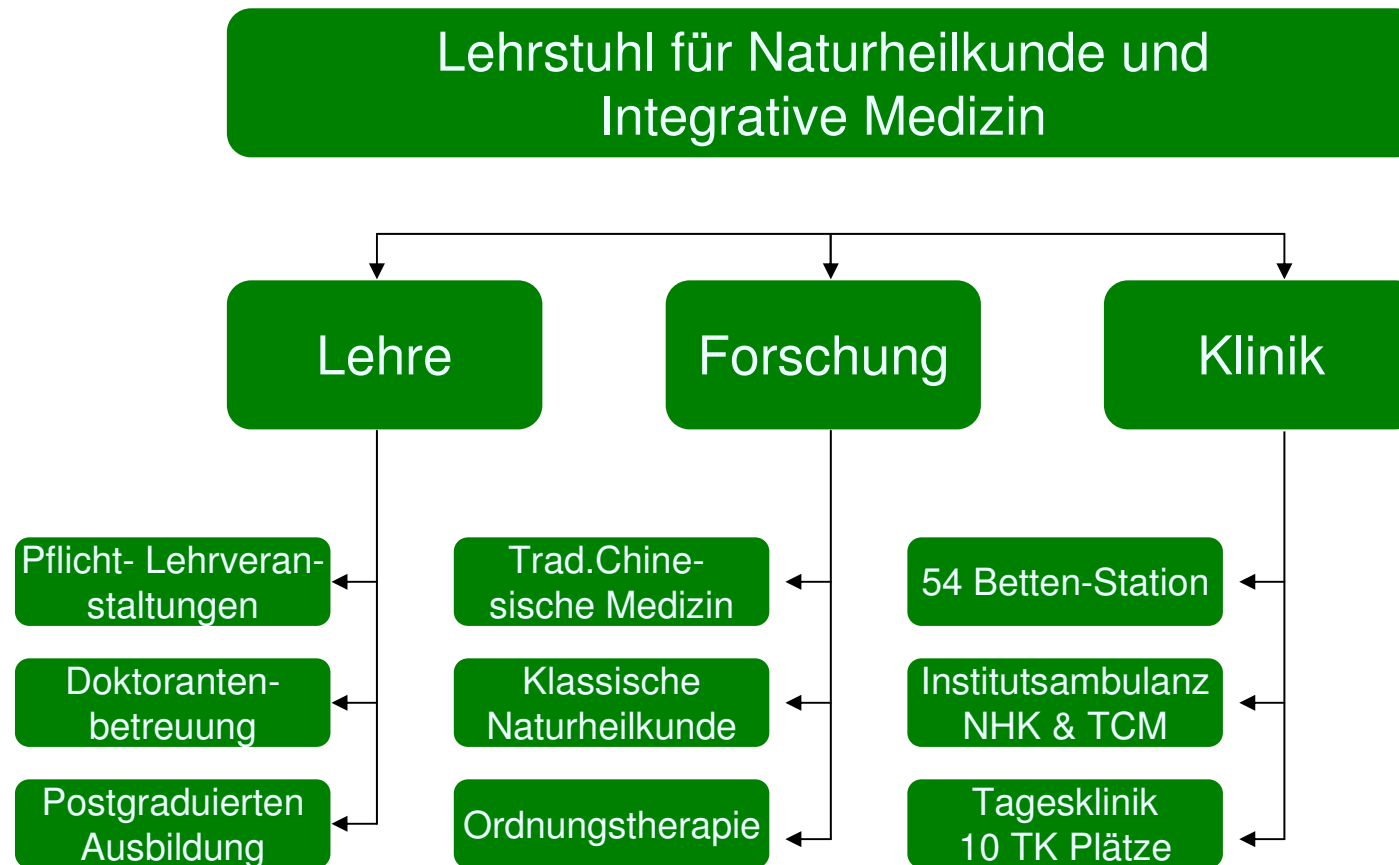 Lehrstuhl für Naturheilkunde und
Integrative Medizin
Lehre
Forschung
Klinik
Pflicht- Lehrveran-
staltungen
Trad.Chine-
sische Medizin
54 Betten-Station
Doktoranten-
betreuung
Klassische
Naturheilkunde
Institutsambulanz
NHK & TCM
Postgraduierten
Ausbildung
Ordnungstherapie
Tagesklinik
10 TK Plätze